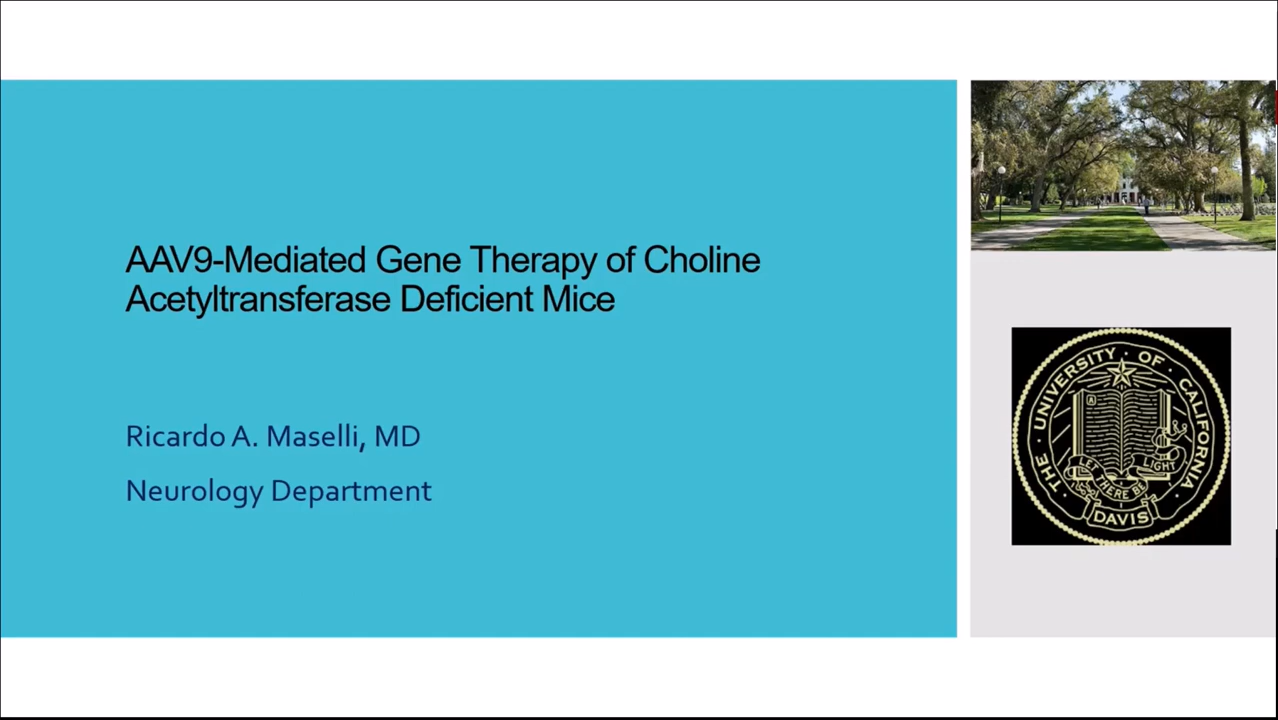 AAV9-Mediated Gene Therapy of Choline
Acetyltransferase Deficient Mice
Ricardo A. Maselli, MD
Neurology Department
THE · UNIVERSITY · OF · CALIFORNIA ·
A
LET THERE BE LIGHT
DAVIS